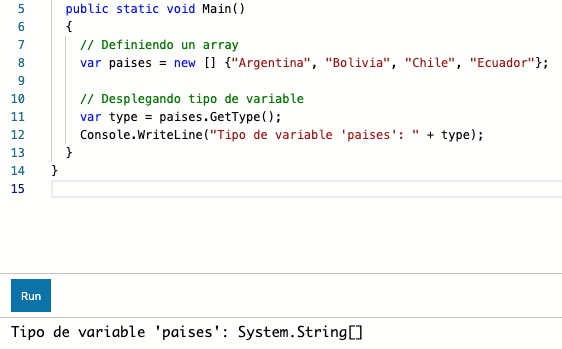 5 public static void Main()
6 {
7 // Definiendo un array
8 var paises = new [] {"Argentina", "Bolivia", "Chile", "Ecuador"};
9
10 // Desplegando tipo de variable
11 var type = paises.GetType();
12 Console.WriteLine("Tipo de variable 'paises': " + type);
13 }
14 }
15
Run
Tipo de variable 'paises': System.String[]